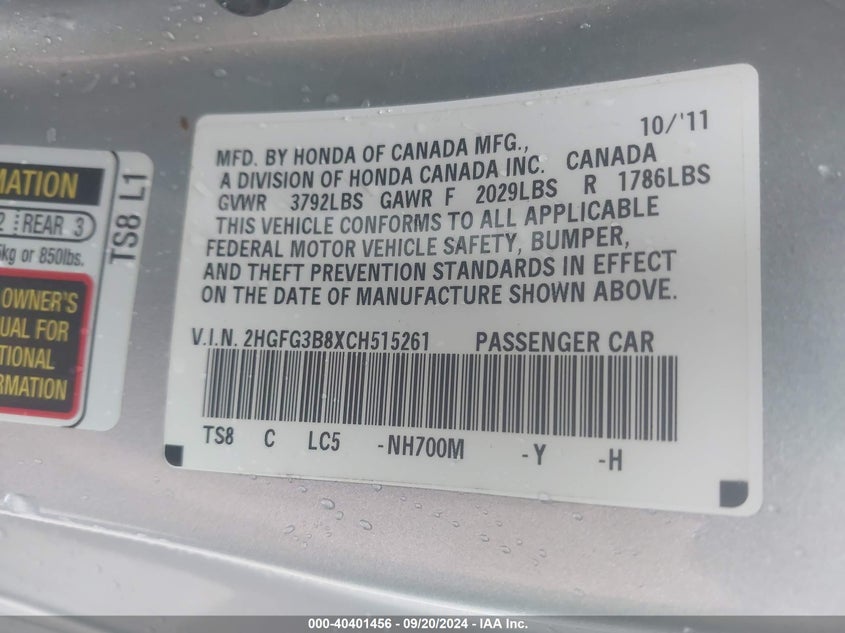 MATION
2 REAR 3
kg or 850lbs.
OWNER'S
UAL FOR
TIONAL
RMATION
TS8 L1
10/'11
MFD. BY HONDA OF CANADA MFG.,
A DIVISION OF HONDA CANADA INC. CANADA
GVWR 3792LBS GAWR F 2029LBS R 1786LBS
THIS VEHICLE CONFORMS TO ALL APPLICABLE
FEDERAL MOTOR VEHICLE SAFETY, BUMPER,
AND THEFT PREVENTION STANDARDS IN EFFECT
ON THE DATE OF MANUFACTURE SHOWN ABOVE.
V.I.N. 2HGFG3B8XCH515261 PASSENGER CAR
TS8 C LC5 -NH700M -Y -H
000-40401456 - 09/20/2024 - IAA Inc.